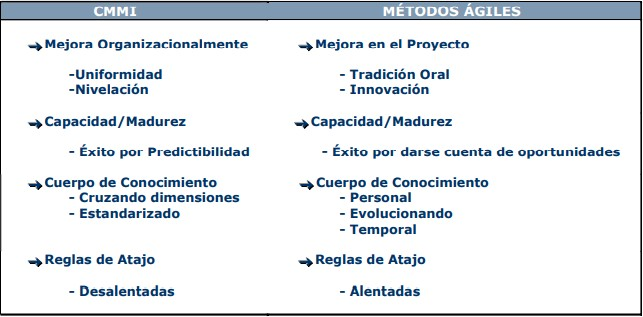 CMMI
MÉTODOS ÁGILES
Mejora Organizacionalmente
-Uniformidad
-Nivelación
Capacidad/Madurez
- Éxito por Predictibilidad
Cuerpo de Conocimiento
- Cruzando dimensiones
- Estandarizado
Reglas de Atajo
- Desalentadas
Mejora en el Proyecto
- Tradición Oral
- Innovación
Capacidad/Madurez
- Éxito por darse cuenta de oportunidades
Cuerpo de Conocimiento
- Personal
- Evolucionando
- Temporal
Reglas de Atajo
- Alentadas